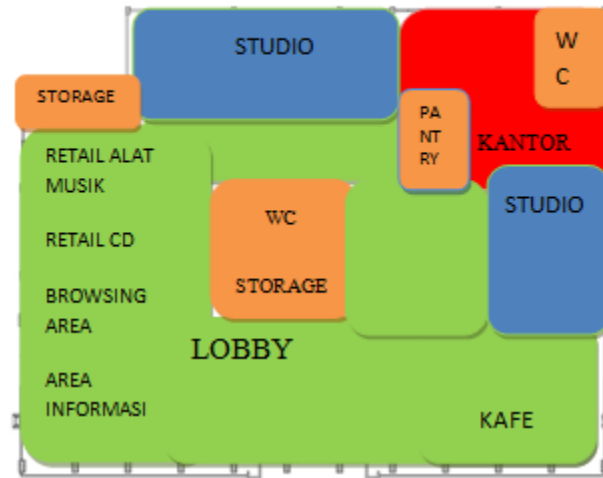 STUDIO
W
C
STORAGE
PA
NT
RY
KANTOR
RETAIL ALAT
MUSIK
STUDIO
WC
RETAIL CD
STORAGE
BROWSING
AREA
LOBBY
AREA
INFORMASI
KAFE